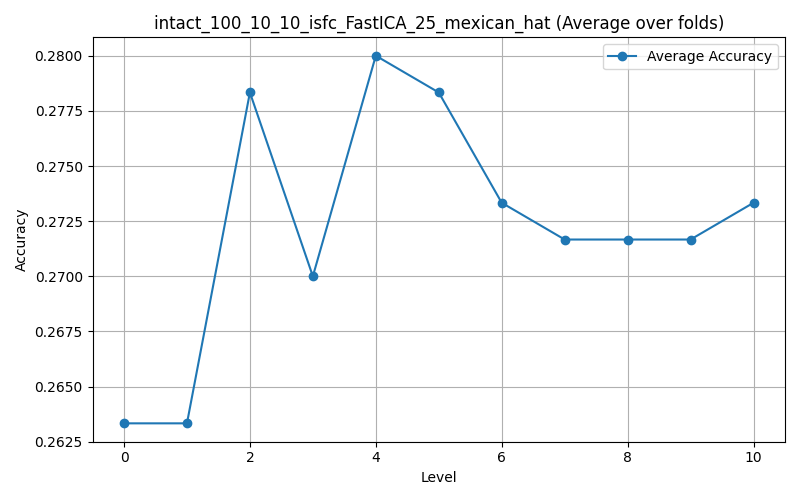 intact_100_10_10_isfc_FastICA_25_mexican_hat (Average over folds)
Average Accuracy
Accuracy
0.2800
0.2775
0.2750
0.2725
0.2700
0.2675
0.2650
0.2625
0 2 4 6 8 10
Level